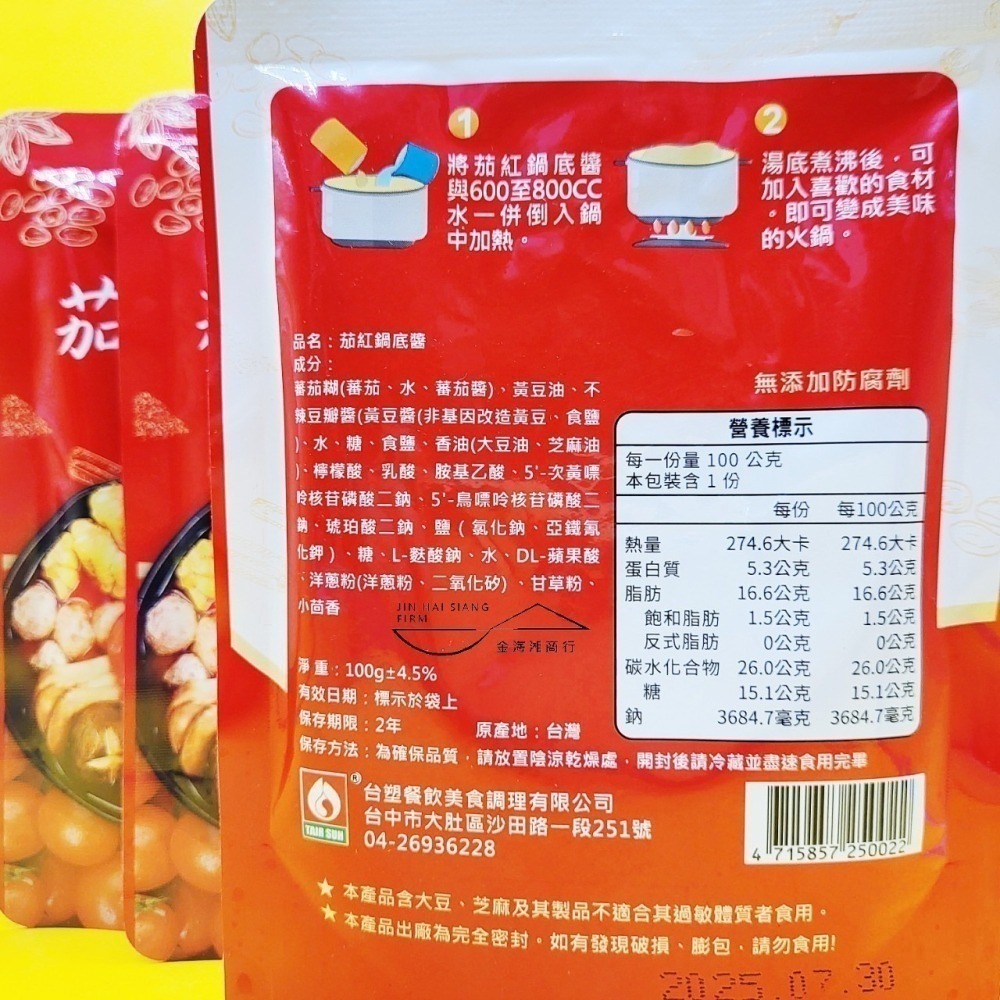 1
將茄紅鍋底醬
與600至800CC
水一併倒入鍋
中加熱。
2
湯底煮沸後，可
加入喜歡的食材
。即可變成美味
的火鍋。
茄
品名：茄紅鍋底醬
成分：
蕃茄糊(蕃茄、水、蕃茄醬)、黃豆油、不
辣豆瓣醬(黃豆醬(非基因改造黃豆、食鹽
)、水、糖、食鹽、香油(大豆油、芝麻油
)、檸檬酸、乳酸、胺基乙酸、5'-次黃嘌
呤核苷磷酸二鈉、5'-鳥嘌呤核苷磷酸二
鈉、琥珀酸二鈉、鹽（氯化鈉、亞鐵氰
化鉀）、糖、L-麩酸鈉、水、DL-蘋果酸
、洋蔥粉(洋蔥粉、二氧化矽)、甘草粉、
小茴香
JIN HAI SIANG
FIRM
商行
無添加防腐劑
營養標示
每一份量 100 公克
本包裝含 1 份
每份 每100公克
熱量 274.6大卡 274.6大卡
蛋白質 5.3公克 5.3公克
脂肪 16.6公克 16.6公克
飽和脂肪 1.5公克 1.5公克
反式脂肪 0公克 0公克
碳水化合物 26.0公克 26.0公克
糖 15.1公克 15.1公克
鈉 3684.7毫克 3684.7毫克
淨重：100g±4.5%
有效日期：標示於袋上
保存期限：2年 原產地：台灣
保存方法：為確保品質，請放置陰涼乾燥處，開封後請冷藏並盡速食用完畢
TAIR SUN
®
台塑餐飲美食調理有限公司
台中市大肚區沙田路一段251號
04-26936228
4 715857 250022
★ 本產品含大豆、芝麻及其製品不適合其過敏體質者食用。
★ 本產品出廠為完全密封。如有發現破損、膨包，請勿食用!
2025.07.30